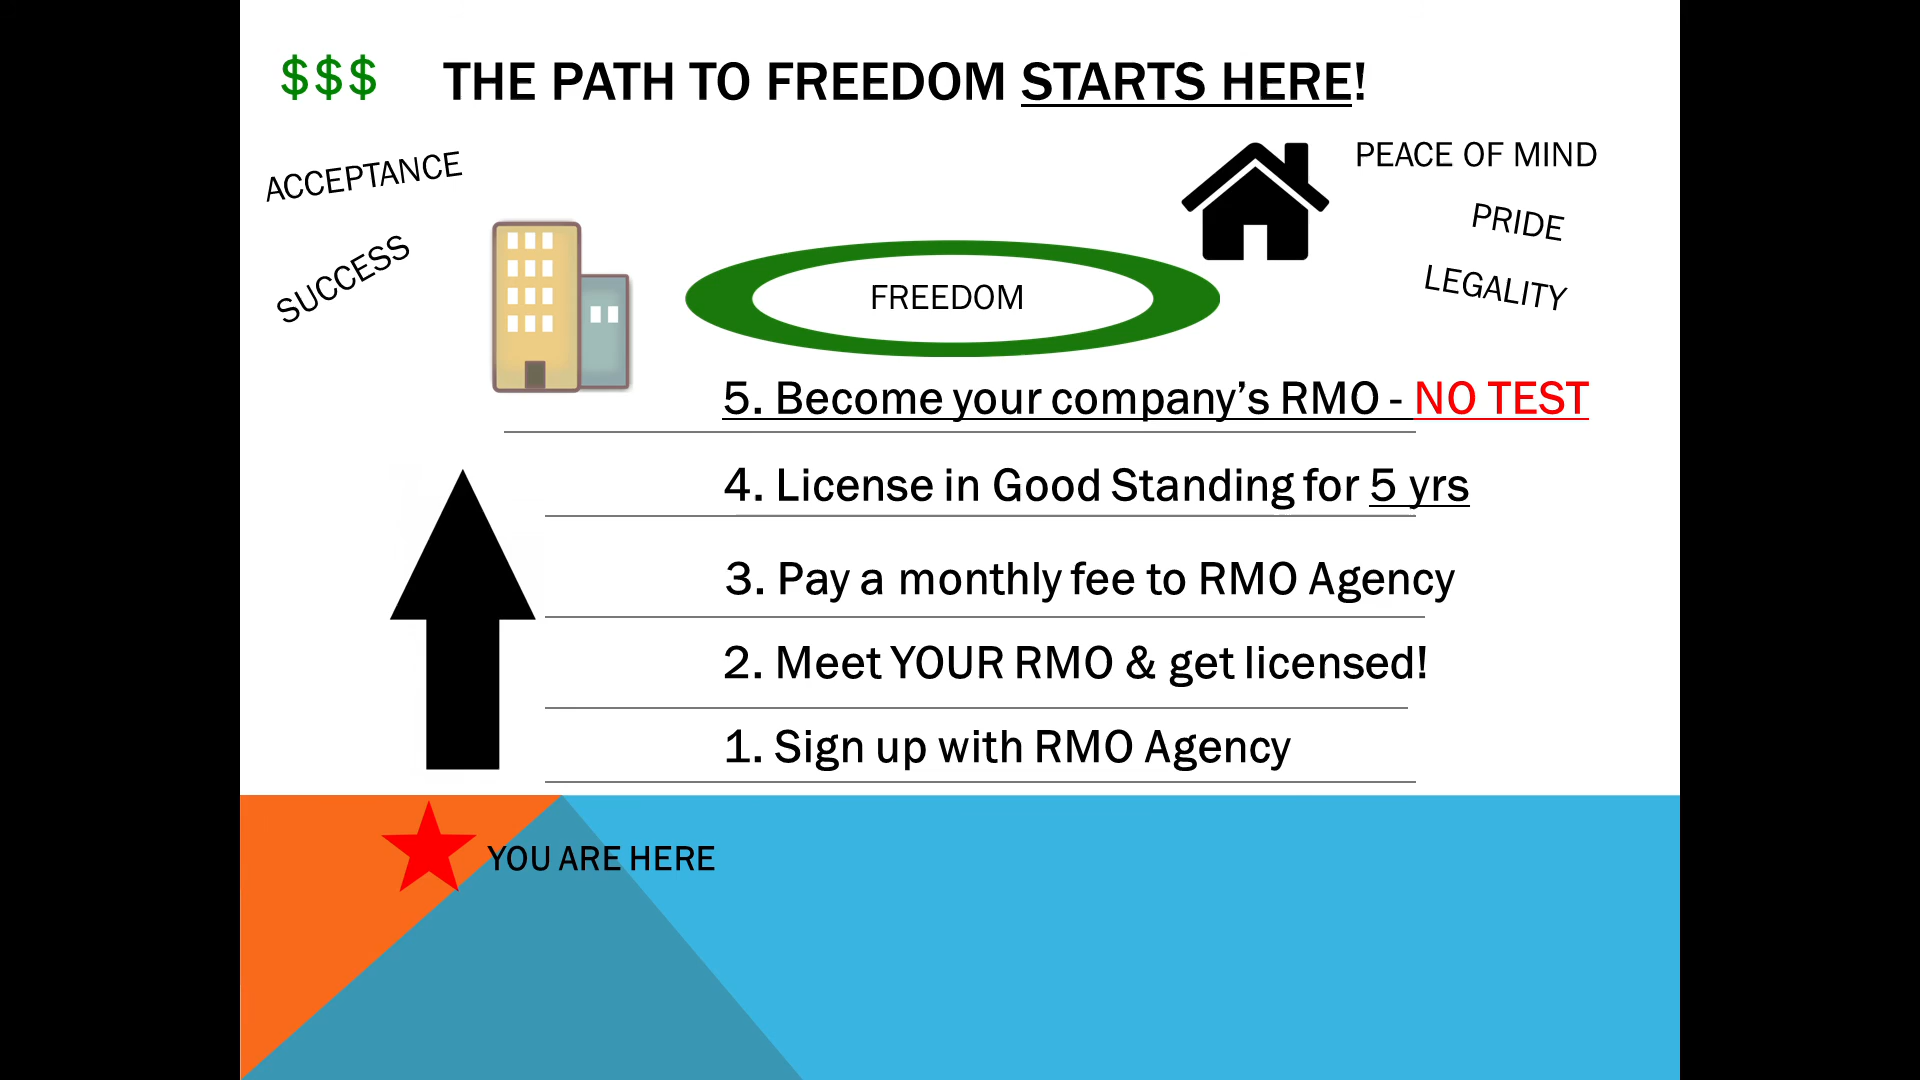 $$$ THE PATH TO FREEDOM STARTS HERE!
ACCEPTANCE
SUCCESS
PEACE OF MIND
PRIDE
LEGALITY
FREEDOM
5. Become your company’s RMO - NO TEST
4. License in Good Standing for 5 yrs
3. Pay a monthly fee to RMO Agency
2. Meet YOUR RMO & get licensed!
1. Sign up with RMO Agency
YOU ARE HERE